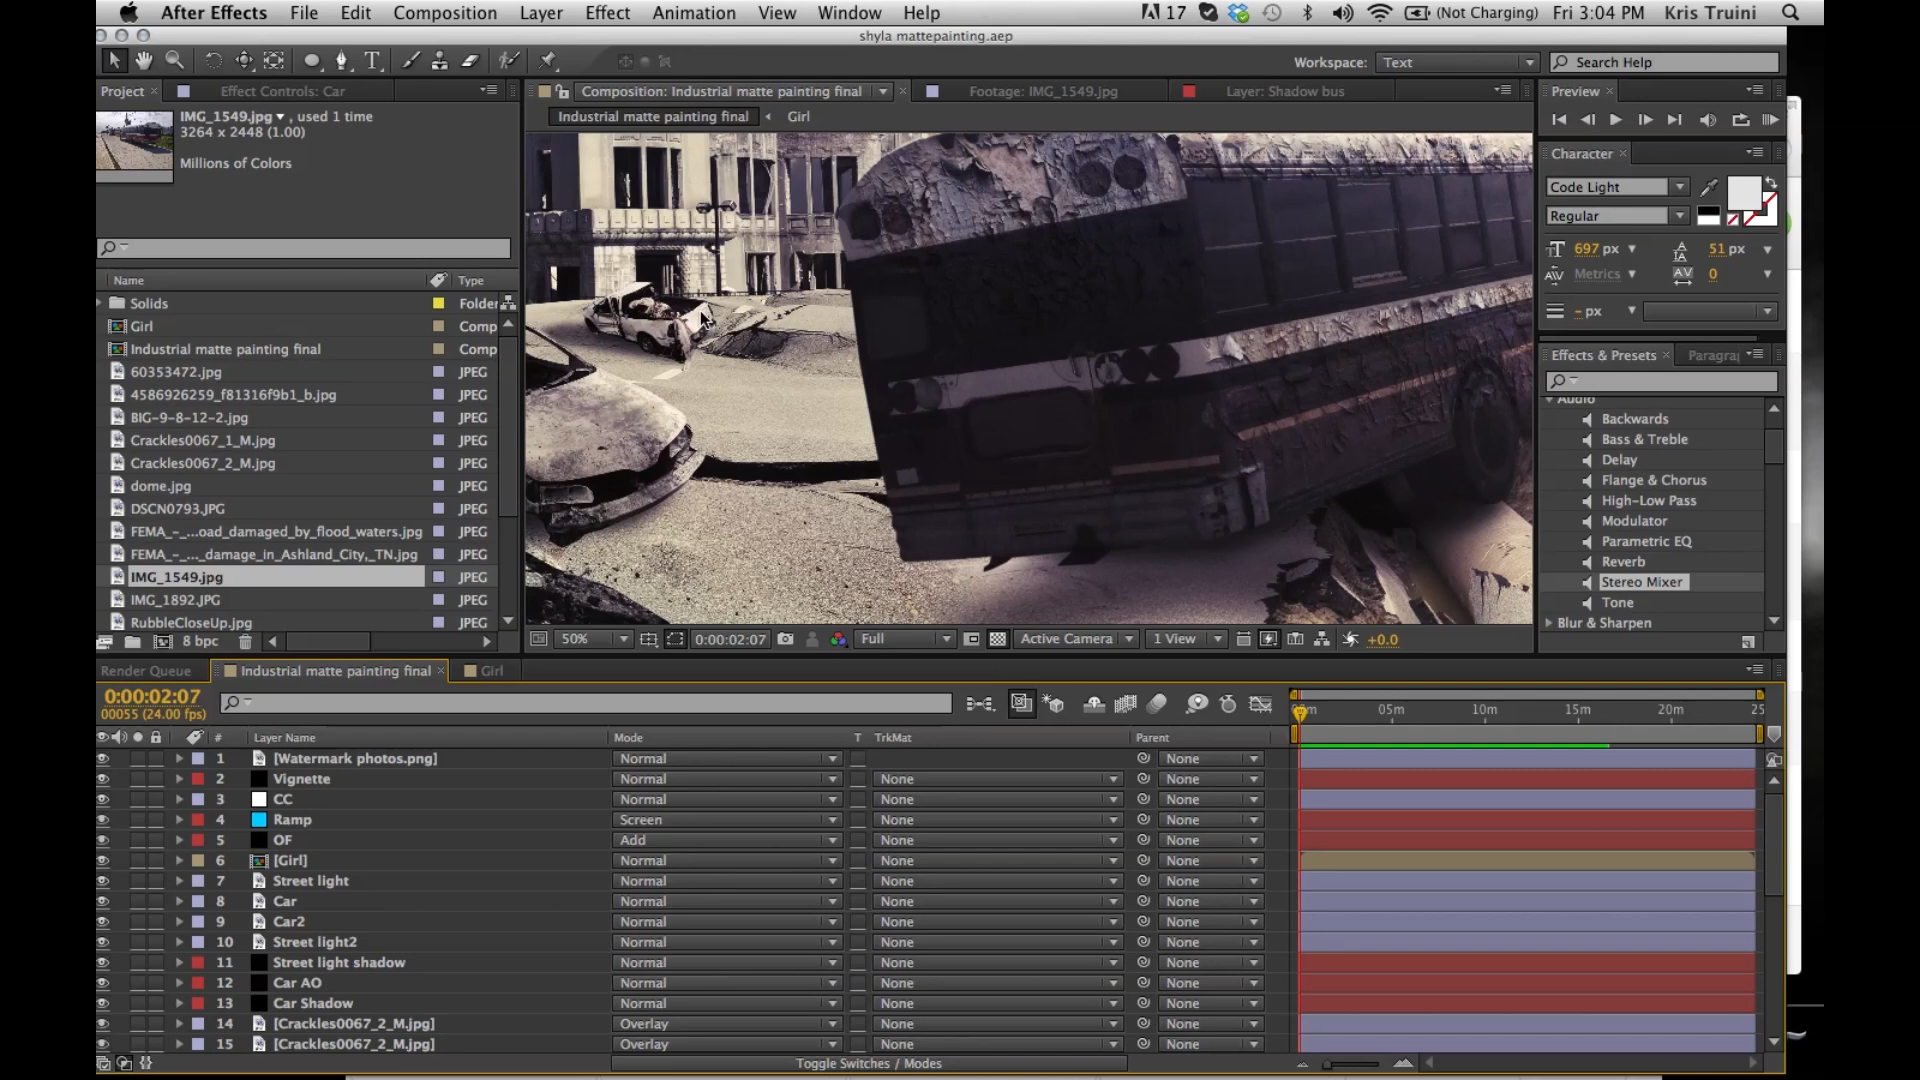 After Effects File Edit Composition Layer Effect Animation View Window Help 17 (Not Charging) Fri 3:04 PM Kris Truini
shyla mattepainting.aep
Workspace: Text Search Help
Project Effect Controls: Car Composition: Industrial matte painting final Footage: IMG_1549.jpg Layer: Shadow bus Preview
IMG_1549.jpg , used 1 time
3264 x 2448 (1.00)
Millions of Colors
Industrial matte painting final Girl
Character
Code Light
Regular
697 px 51 px
Metrics 0
- px
Name Type
Solids Folder
Girl Comp
Industrial matte painting final Comp
60353472.jpg JPEG
4586926259_f81316f9b1_b.jpg JPEG
BIG-9-8-12-2.jpg JPEG
Crackles0067_1_M.jpg JPEG
Crackles0067_2_M.jpg JPEG
dome.jpg JPEG
DSCN0793.JPG JPEG
FEMA_-_...oad_damaged_by_flood_waters.jpg JPEG
FEMA_-_..._damage_in_Ashland_City,_TN.jpg JPEG
IMG_1549.jpg JPEG
IMG_1892.JPG JPEG
RubbleCloseUp.jpg JPEG
8 bpc
Effects & Presets Paragra
Audio
Backwards
Bass & Treble
Delay
Flange & Chorus
High-Low Pass
Modulator
Parametric EQ
Reverb
Stereo Mixer
Tone
Blur & Sharpen
50% 0:00:02:07 Full Active Camera 1 View +0.0
Render Queue Industrial matte painting final Girl
0:00:02:07
00055 (24.00 fps)
05m 10m 15m 20m 25
# Layer Name Mode T TrkMat Parent
1 [Watermark photos.png] Normal None
2 Vignette Normal None None
3 CC Normal None None
4 Ramp Screen None None
5 OF Add None None
6 [Girl] Normal None None
7 Street light Normal None None
8 Car Normal None None
9 Car2 Normal None None
10 Street light2 Normal None None
11 Street light shadow Normal None None
12 Car AO Normal None None
13 Car Shadow Normal None None
14 [Crackles0067_2_M.jpg] Overlay None None
15 [Crackles0067_2_M.jpg] Overlay None None
Toggle Switches / Modes